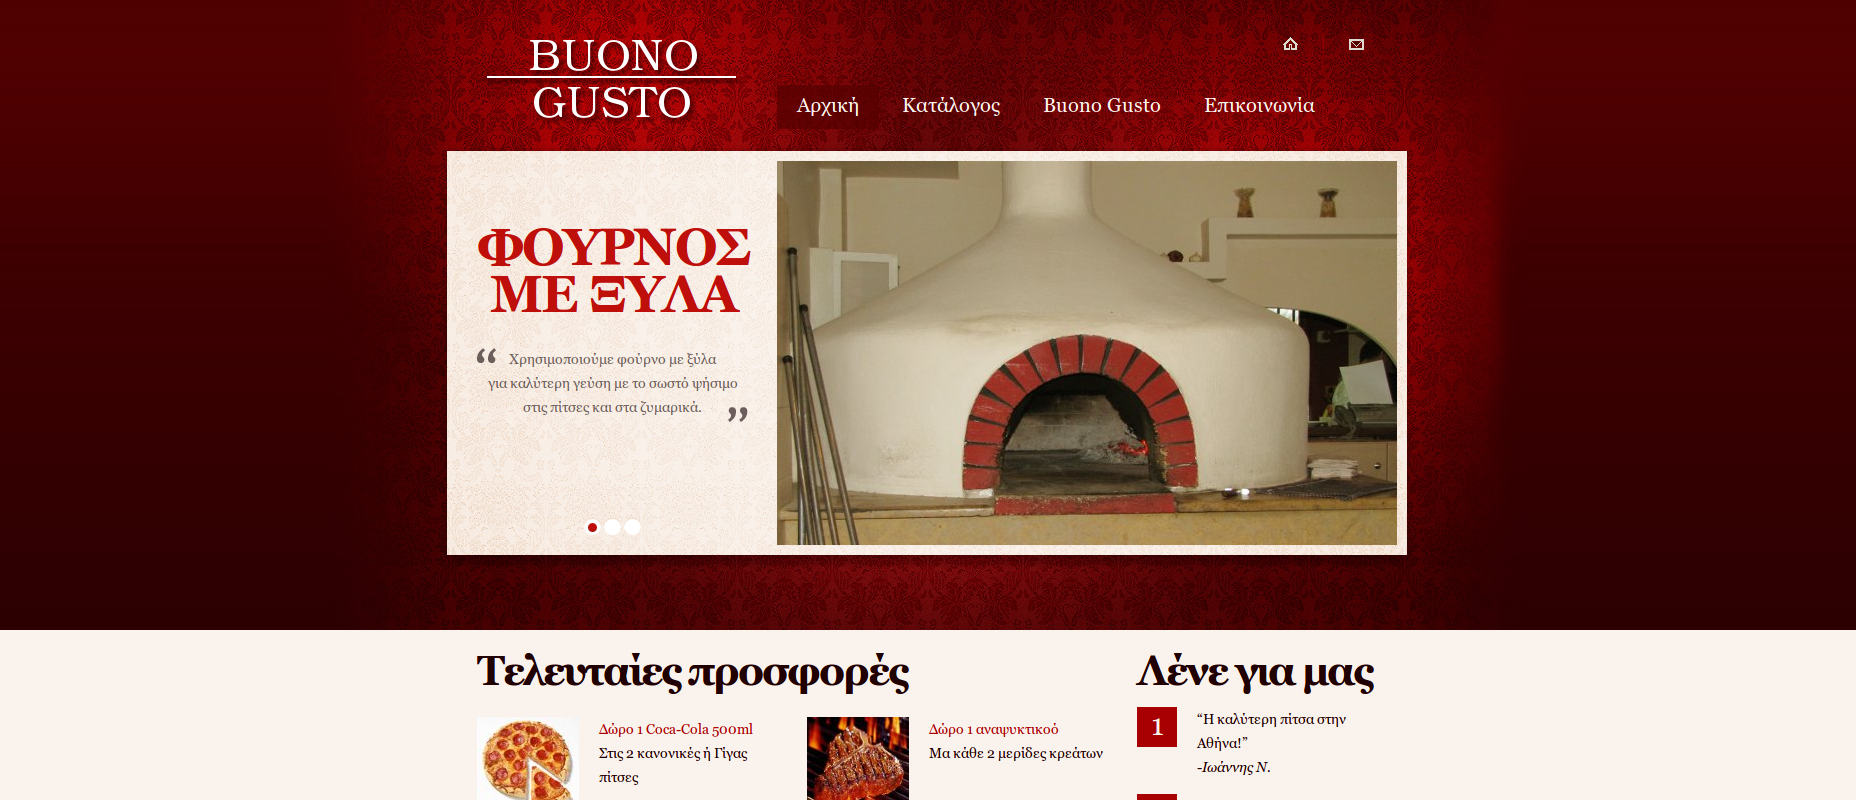 BUONO
GUSTO
Αρχική
Κατάλογος
Buono Gusto
Επικοινωνία
ΦΟΥΡΝΟΣ
ΜΕ ΞΥΛΑ
“ Χρησιμοποιούμε φούρνο με ξύλα
για καλύτερη γεύση με το σωστό ψήσιμο
στις πίτσες και στα ζυμαρικά. ”
Τελευταίες προσφορές
Δώρο 1 Coca-Cola 500ml
Στις 2 κανονικές ή Γίγας
πίτσες
Δώρο 1 αναψυκτικού
Μα κάθε 2 μερίδες κρεάτων
Λένε για μας
1
“Η καλύτερη πίτσα στην
Αθήνα!”
-Ιωάννης Ν.